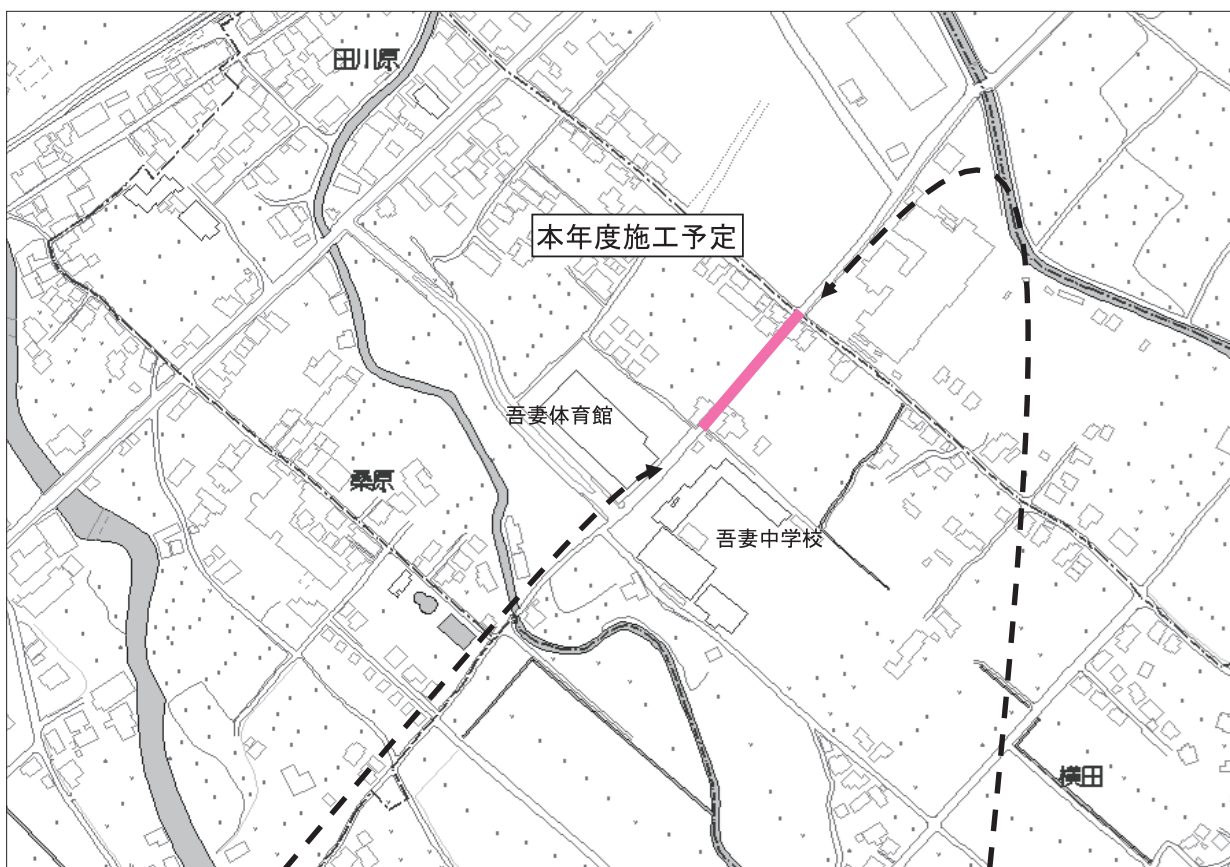 田川原
本年度施工予定
吾妻体育館
桑原
吾妻中学校
横田